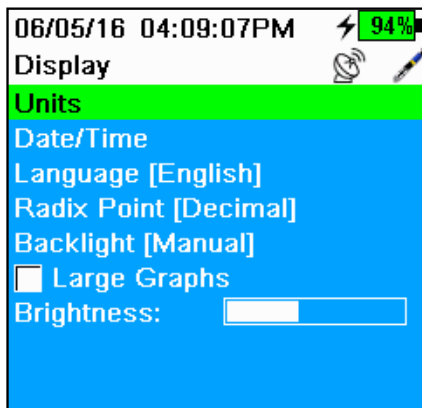 06/05/16 04:09:07PM 94%
Display
Units
Date/Time
Language [English]
Radix Point [Decimal]
Backlight [Manual]
Large Graphs
Brightness: